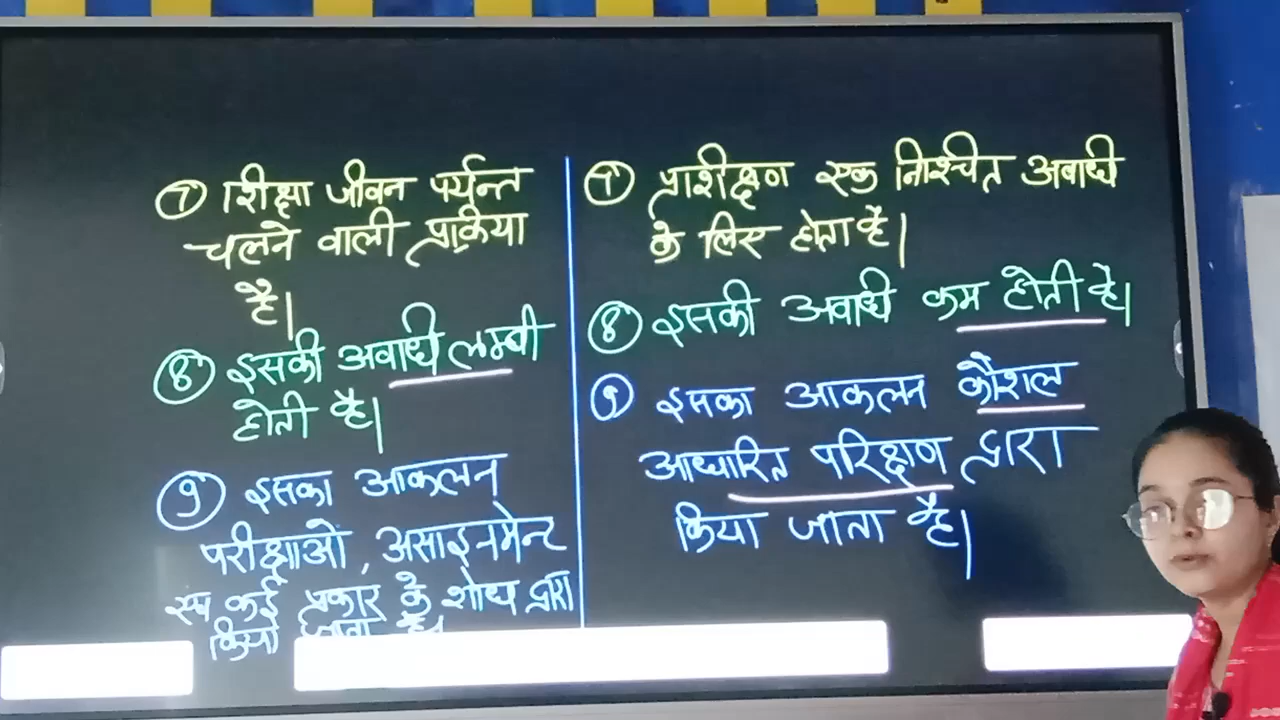 ⑦ शिक्षा जीवन पर्यन्त
चलने वाली प्रक्रिया
है।
⑧ इसकी अवधि लम्बी
होती है।
⑨ इसका आकलन
परीक्षाओं, असाइनमेन्ट
एवं कई प्रकार के शोध द्वारा
किया जाता है।
⑦ प्रशिक्षण एक निश्चित अवधि
के लिए होता है।
⑧ इसकी अवधि कम होती है।
⑨ इसका आकलन कौशल
आधारित परिक्षण द्वारा
किया जाता है।